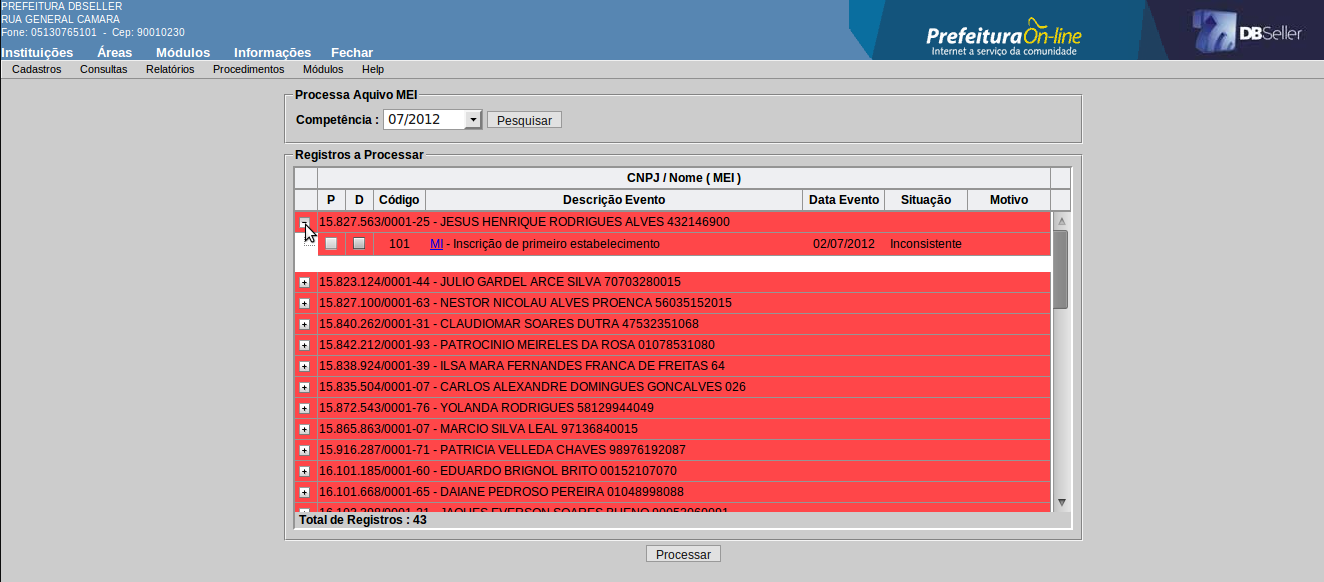 PREFEITURA DBSELLER
RUA GENERAL CAMARA
Fone: 05130765101 - Cep: 90010230
PrefeituraOn-line
Internet a serviço da comunidade
DBSeller
Instituições Áreas Módulos Informações Fechar
Cadastros Consultas Relatórios Procedimentos Módulos Help
Processa Aquivo MEI
Competência : 07/2012 Pesquisar
Registros a Processar
CNPJ / Nome ( MEI )
P D Código Descrição Evento Data Evento Situação Motivo
15.827.563/0001-25 - JESUS HENRIQUE RODRIGUES ALVES 432146900
101 MI - Inscrição de primeiro estabelecimento 02/07/2012 Inconsistente
15.823.124/0001-44 - JULIO GARDEL ARCE SILVA 70703280015
15.827.100/0001-63 - NESTOR NICOLAU ALVES PROENCA 56035152015
15.840.262/0001-31 - CLAUDIOMAR SOARES DUTRA 47532351068
15.842.212/0001-93 - PATROCINIO MEIRELES DA ROSA 01078531080
15.838.924/0001-39 - ILSA MARA FERNANDES FRANCA DE FREITAS 64
15.835.504/0001-07 - CARLOS ALEXANDRE DOMINGUES GONCALVES 026
15.872.543/0001-76 - YOLANDA RODRIGUES 58129944049
15.865.863/0001-07 - MARCIO SILVA LEAL 97136840015
15.916.287/0001-71 - PATRICIA VELLEDA CHAVES 98976192087
16.101.185/0001-60 - EDUARDO BRIGNOL BRITO 00152107070
16.101.668/0001-65 - DAIANE PEDROSO PEREIRA 01048998088
JAQUES EVERSON SOARES BUENO
Total de Registros : 43
Processar